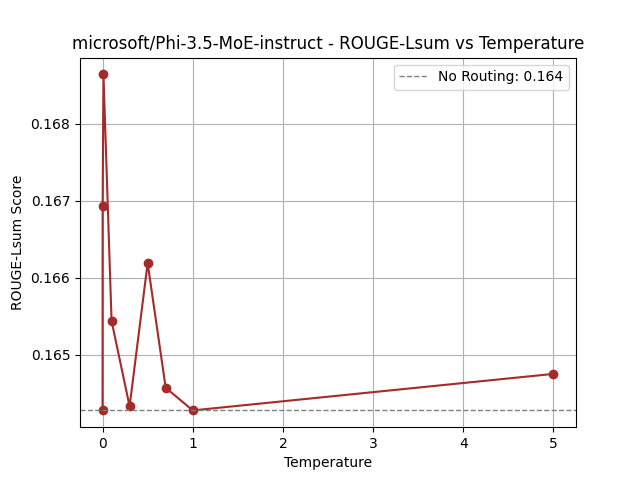 microsoft/Phi-3.5-MoE-instruct - ROUGE-Lsum vs Temperature
No Routing: 0.164
0.168
0.167
0.166
0.165
ROUGE-Lsum Score
0 1 2 3 4 5
Temperature